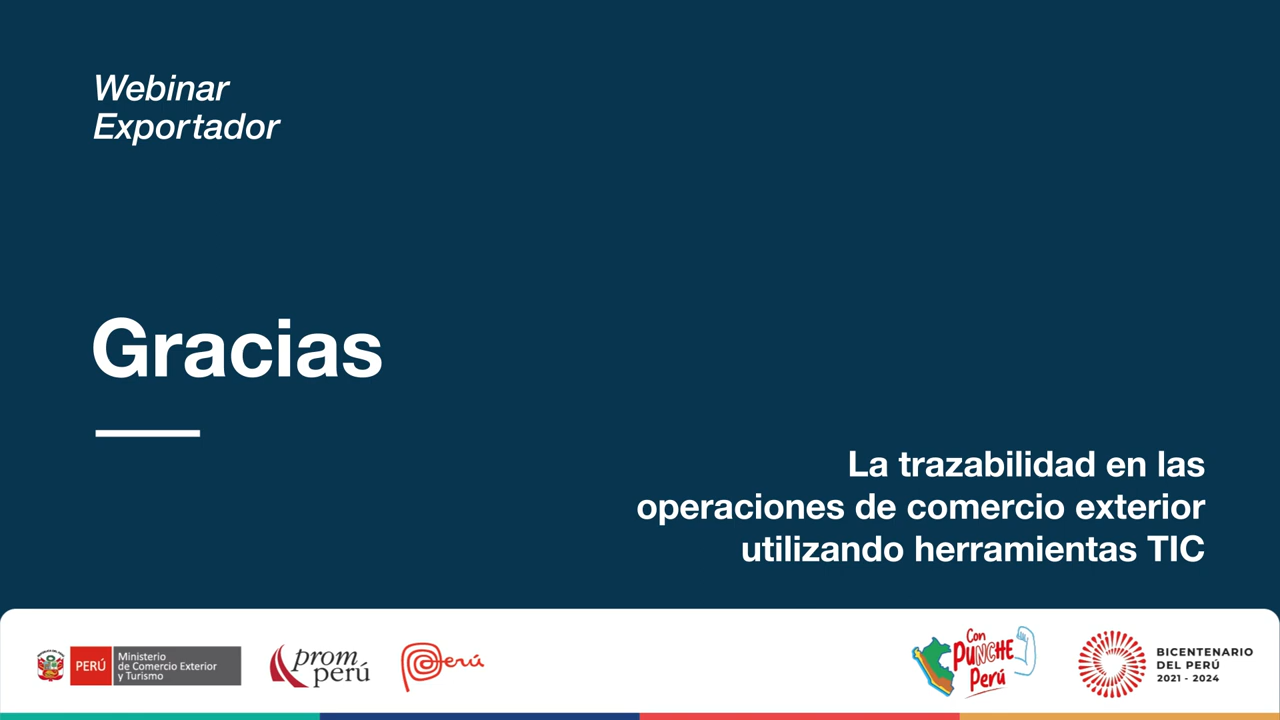 Webinar
Exportador
Gracias
La trazabilidad en las
operaciones de comercio exterior
utilizando herramientas TIC
PERÚ
Ministerio
de Comercio Exterior
y Turismo
prom
perú
Perú
Con
PUNCHE
Perú
BICENTENARIO
DEL PERÚ
2021 - 2024